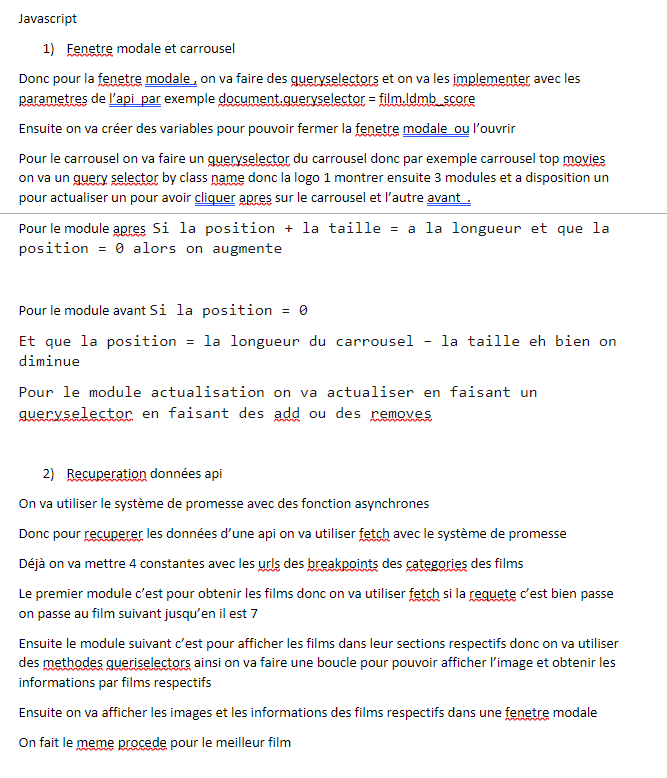 Javascript
1) Fenetre modale et carrousel
Donc pour la fenetre modale , on va faire des queryselectors et on va les implementer avec les
parametres de l'api par exemple document.queryselector = film.ldmb_score
Ensuite on va créer des variables pour pouvoir fermer la fenetre modale ou l'ouvrir
Pour le carrousel on va faire un queryselector du carrousel donc par exemple carrousel top movies
on va un query selector by class name donc la logo 1 montrer ensuite 3 modules et a disposition un
pour actualiser un pour avoir cliquer apres sur le carrousel et l'autre avant .
Pour le module apres Si la position + la taille = a la longueur et que la
position = 0 alors on augmente
Pour le module avant Si la position = 0
Et que la position = la longueur du carrousel – la taille eh bien on
diminue
Pour le module actualisation on va actualiser en faisant un
queryselector en faisant des add ou des removes
2) Recuperation données api
On va utiliser le système de promesse avec des fonction asynchrones
Donc pour recuperer les données d'une api on va utiliser fetch avec le système de promesse
Déjà on va mettre 4 constantes avec les urls des breakpoints des categories des films
Le premier module c'est pour obtenir les films donc on va utiliser fetch si la requete c'est bien passe
on passe au film suivant jusqu'en il est 7
Ensuite le module suivant c'est pour afficher les films dans leur sections respectifs donc on va utiliser
des methodes queriselectors ainsi on va faire une boucle pour pouvoir afficher l'image et obtenir les
informations par films respectifs
Ensuite on va afficher les images et les informations des films respectifs dans une fenetre modale
On fait le meme procede pour le meilleur film